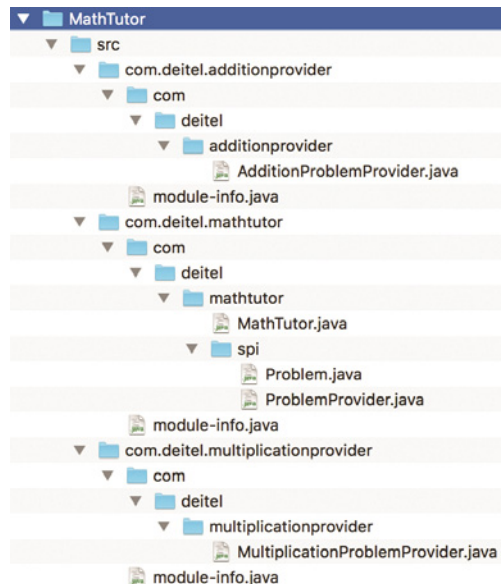 MathTutor
src
com.deitel.additionprovider
com
deitel
additionprovider
AdditionProblemProvider.java
module-info.java
com.deitel.mathtutor
com
deitel
mathtutor
MathTutor.java
spi
Problem.java
ProblemProvider.java
module-info.java
com.deitel.multiplicationprovider
com
deitel
multiplicationprovider
MultiplicationProblemProvider.java
module-info.java